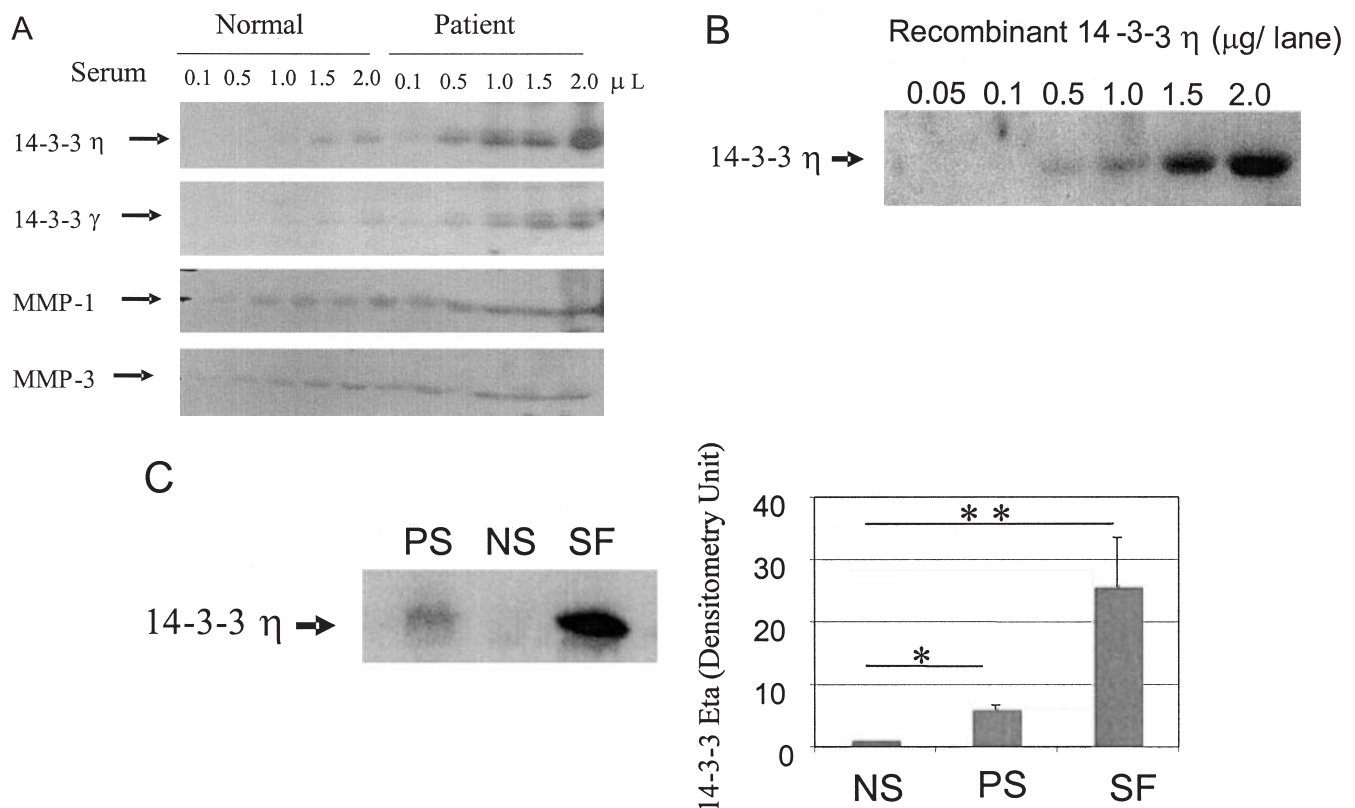 A
Normal Patient
Serum 0.1 0.5 1.0 1.5 2.0 0.1 0.5 1.0 1.5 2.0 μ L
14-3-3 η
14-3-3 γ
MMP-1
MMP-3
B
Recombinant 14-3-3 η (μg/ lane)
0.05 0.1 0.5 1.0 1.5 2.0
14-3-3 η
C
PS NS SF
14-3-3 η
14-3-3 Eta (Densitometry Unit)
40
30
20
10
0
* *
*
NS PS SF